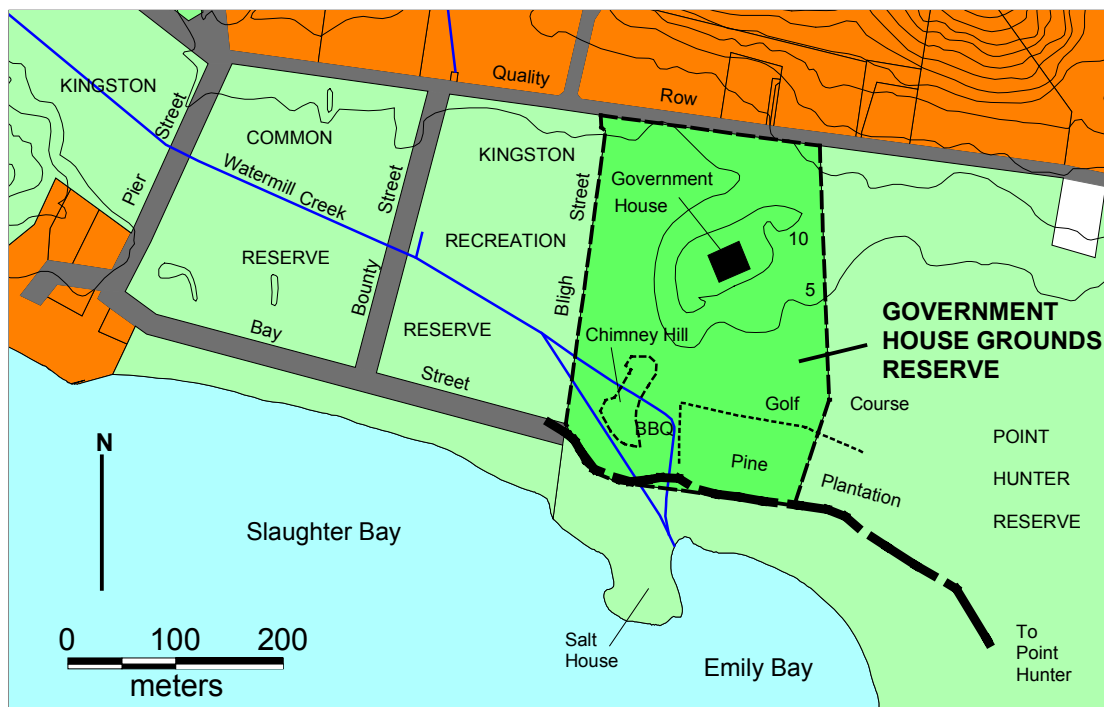 Quality
Row
KINGSTON
Street
Pier
COMMON
Watermill Creek
RESERVE
Street
Bounty
Bay
Street
KINGSTON
RECREATION
RESERVE
Street
Bligh
Government
House
10
5
Chimney Hill
GOVERNMENT
HOUSE GROUNDS
RESERVE
Golf
Course
BBQ
Pine
Plantation
POINT
HUNTER
RESERVE
N
Slaughter Bay
0 100 200
meters
Salt
House
Emily Bay
To
Point
Hunter